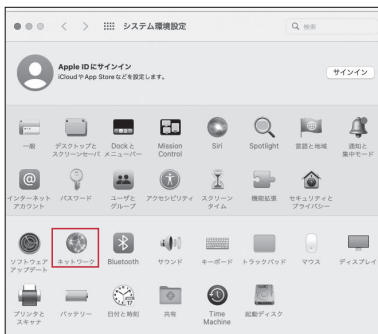 システム環境設定
検索
Apple IDにサインイン
iCloudやApp Storeなどを設定します。
サインイン
一般
デスクトップと
スクリーンセーバ
Dockと
メニューバー
Mission
Control
Siri
Spotlight
言語と地域
通知と
集中モード
インターネット
アカウント
パスワード
ユーザと
グループ
アクセシビリティ
スクリーン
タイム
機能拡張
セキュリティと
プライバシー
ソフトウェア
アップデート
ネットワーク
Bluetooth
サウンド
キーボード
トラックパッド
マウス
ディスプレイ
プリンタと
スキャナ
バッテリー
日付と時刻
共有
Time
Machine
起動ディスク